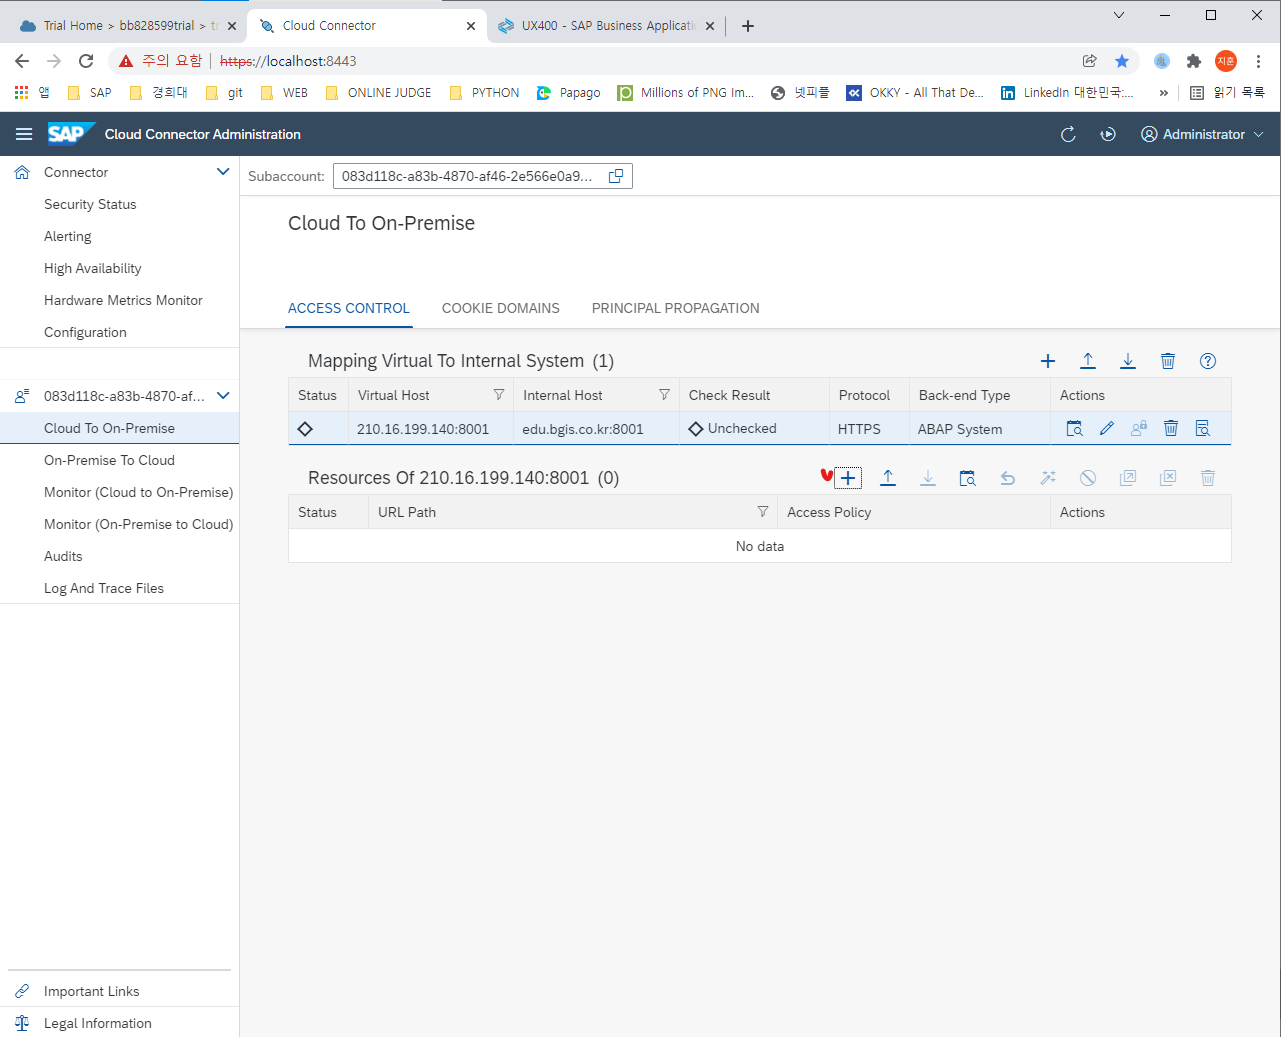 Trial Home > bb828599trial > tr
Cloud Connector
UX400 - SAP Business Applicati
주의 요함
https://localhost:8443
지훈
앱
SAP
경희대
git
WEB
ONLINE JUDGE
PYTHON
Papago
Millions of PNG Im...
넷피플
OKKY - All That De...
LinkedIn 대한민국:...
»
읽기 목록
SAP
Cloud Connector Administration
Administrator
Connector
Security Status
Alerting
High Availability
Hardware Metrics Monitor
Configuration
083d118c-a83b-4870-af...
Cloud To On-Premise
On-Premise To Cloud
Monitor (Cloud to On-Premise)
Monitor (On-Premise to Cloud)
Audits
Log And Trace Files
Important Links
Legal Information
Subaccount: 083d118c-a83b-4870-af46-2e566e0a9...
Cloud To On-Premise
ACCESS CONTROL COOKIE DOMAINS PRINCIPAL PROPAGATION
Mapping Virtual To Internal System (1)
Status Virtual Host Internal Host Check Result Protocol Back-end Type Actions
210.16.199.140:8001 edu.bgis.co.kr:8001 Unchecked HTTPS ABAP System
Resources Of 210.16.199.140:8001 (0)
Status URL Path Access Policy Actions
No data